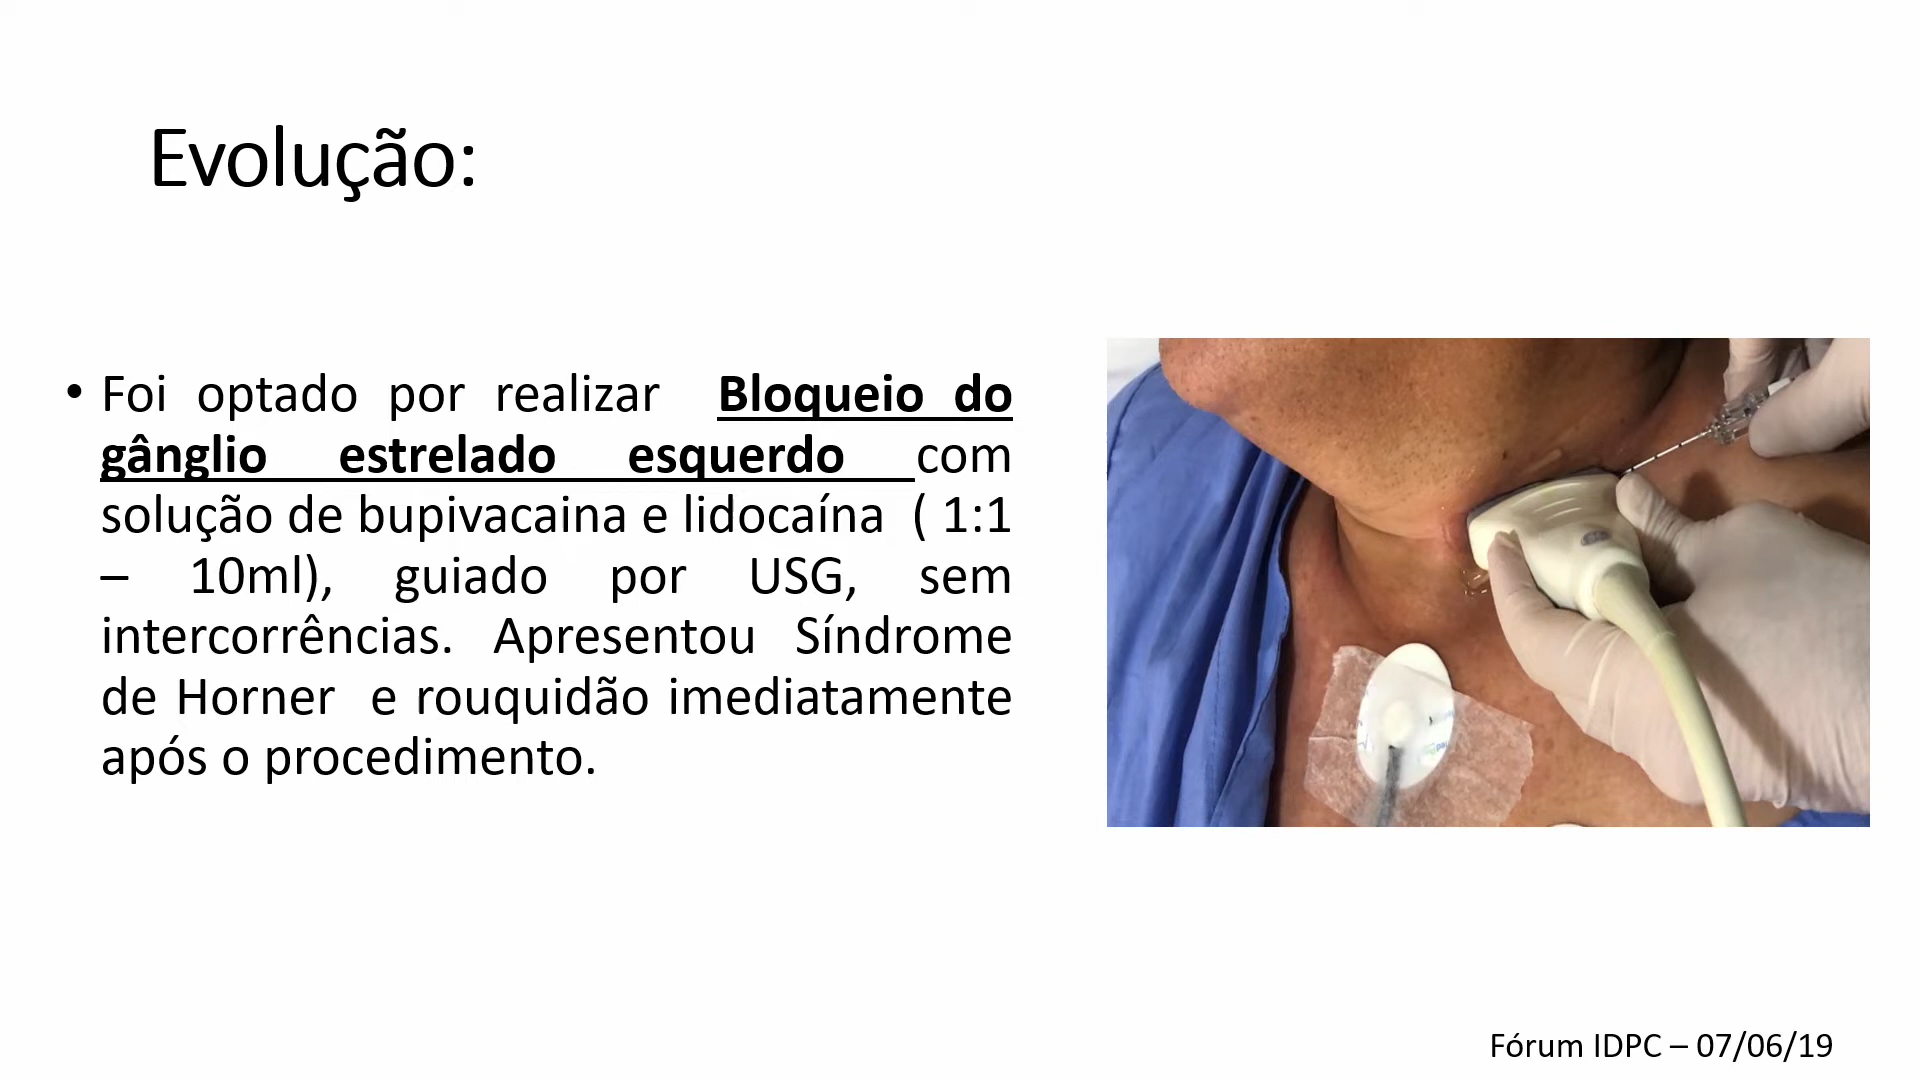 Evolução:
• Foi optado por realizar Bloqueio do
gânglio estrelado esquerdo com
solução de bupivacaina e lidocaína ( 1:1
– 10ml), guiado por USG, sem
intercorrências. Apresentou Síndrome
de Horner e rouquidão imediatamente
após o procedimento.
Fórum IDPC – 07/06/19